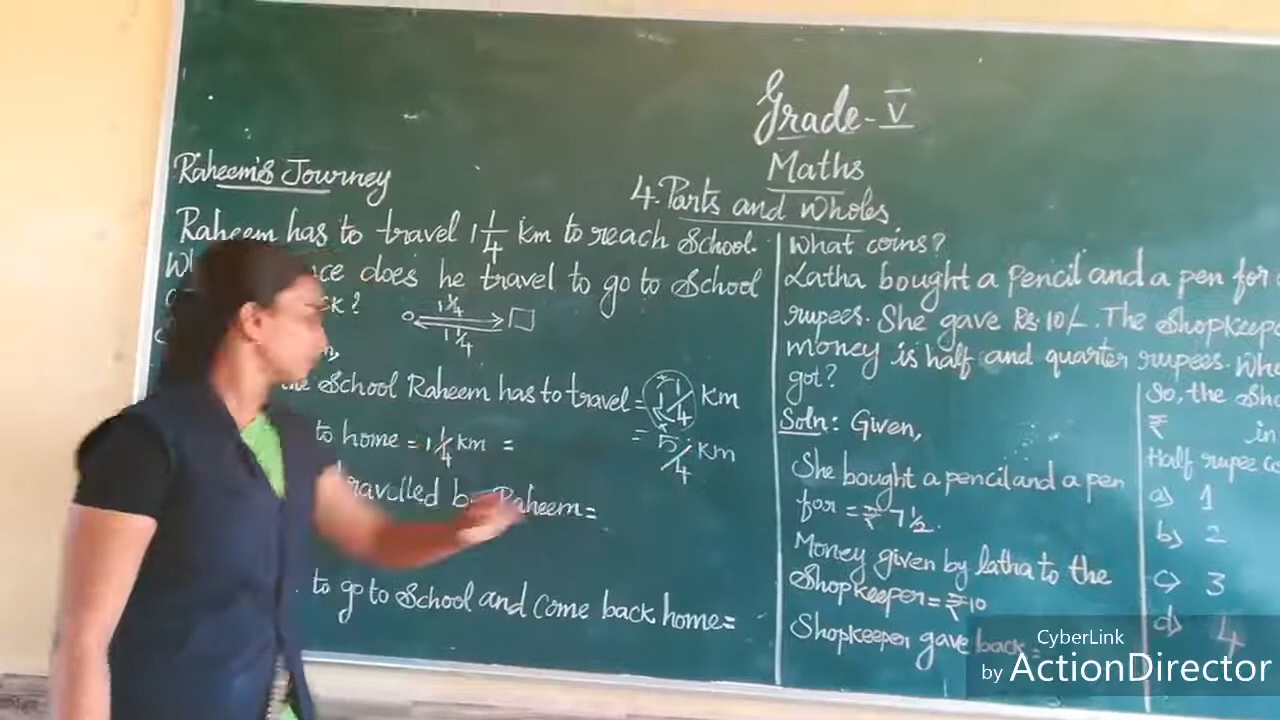 Grade - V
Maths
4. Parts and Wholes
Raheem's Journey
Raheem has to travel 1 1/4 km to reach School.
does he travel to go to School
1 1/4
1 1/4
School Raheem has to travel = 1 1/4 km
= 5/4 km
to home = 1 1/4 km =
travelled by Raheem =
to go to School and come back home =
What coins?
Latha bought a pencil and a pen for
rupees. She gave Rs. 10/-. The
money is half and quarter rupees.
got?
Soln: Given,
She bought a pencil and a pen
for = ₹ 7 1/2.
Money given by latha to the
Shopkeeper = ₹10
Shopkeeper gave back =
So, the
₹ in
Half rupee
a) 1
b) 2
c) 3
d) 4
CyberLink
by ActionDirector